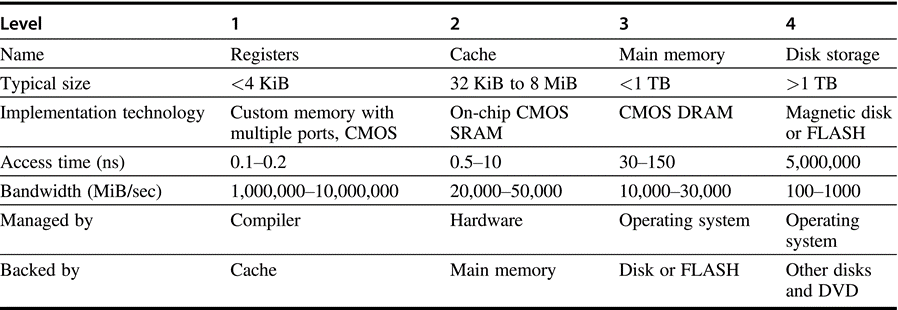 Level 1 2 3 4
Name Registers Cache Main memory Disk storage
Typical size <4 KiB 32 KiB to 8 MiB <1 TB >1 TB
Implementation technology Custom memory with On-chip CMOS CMOS DRAM Magnetic disk
multiple ports, CMOS SRAM or FLASH
Access time (ns) 0.1–0.2 0.5–10 30–150 5,000,000
Bandwidth (MiB/sec) 1,000,000–10,000,000 20,000–50,000 10,000–30,000 100–1000
Managed by Compiler Hardware Operating system Operating
system
Backed by Cache Main memory Disk or FLASH Other disks
and DVD